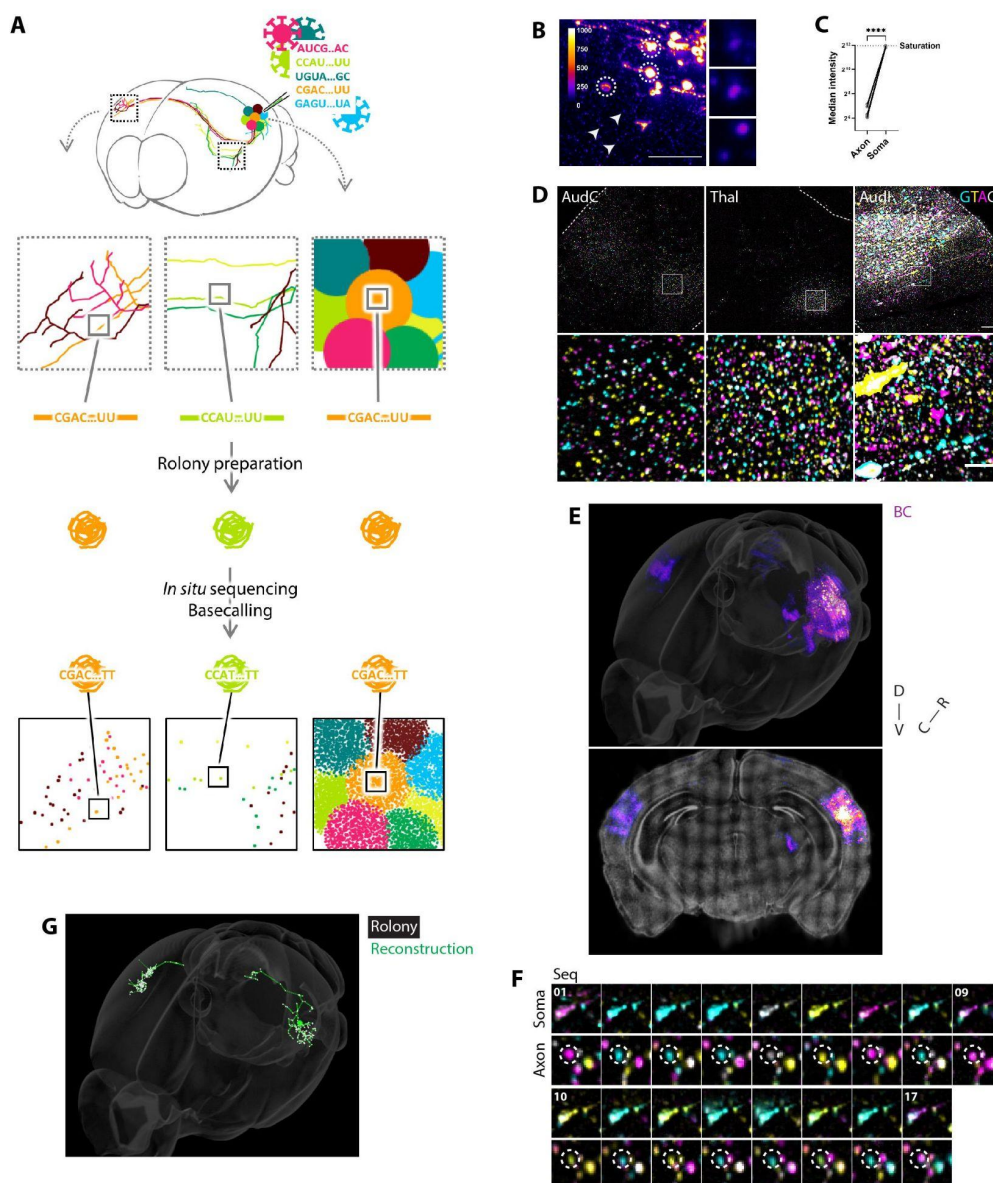 A
AUCG..AC
CCAU...UU
UGUA...GC
CGAC...UU
GAGU...UA
CGAC...UU
CCAU...UU
CGAC...UU
Rolony preparation
In situ sequencing
Basecalling
CGAC...TT
CCAT...TT
CGAC...TT
B
1000
750
500
250
0
C
****
Saturation
Median intensity
Axon
Soma
D
AudC
Thal
AudI
GTAC
E
BC
D
V
C
R
F
Seq
Soma
01
09
Axon
10
17
G
Rolony
Reconstruction